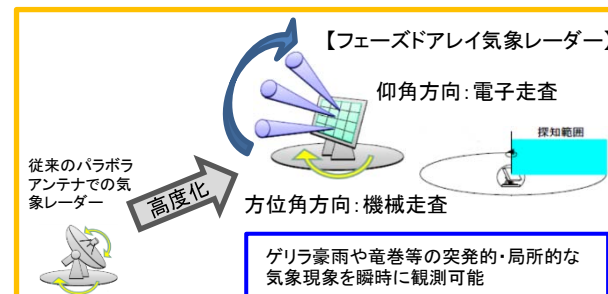 【フェーズドアレイ気象レーダー】
仰角方向:電子走査
探知範囲
従来のパラボラ
アンテナでの気
象レーダー
高度化
方位角方向:機械走査
ゲリラ豪雨や竜巻等の突発的・局所的な
気象現象を瞬時に観測可能